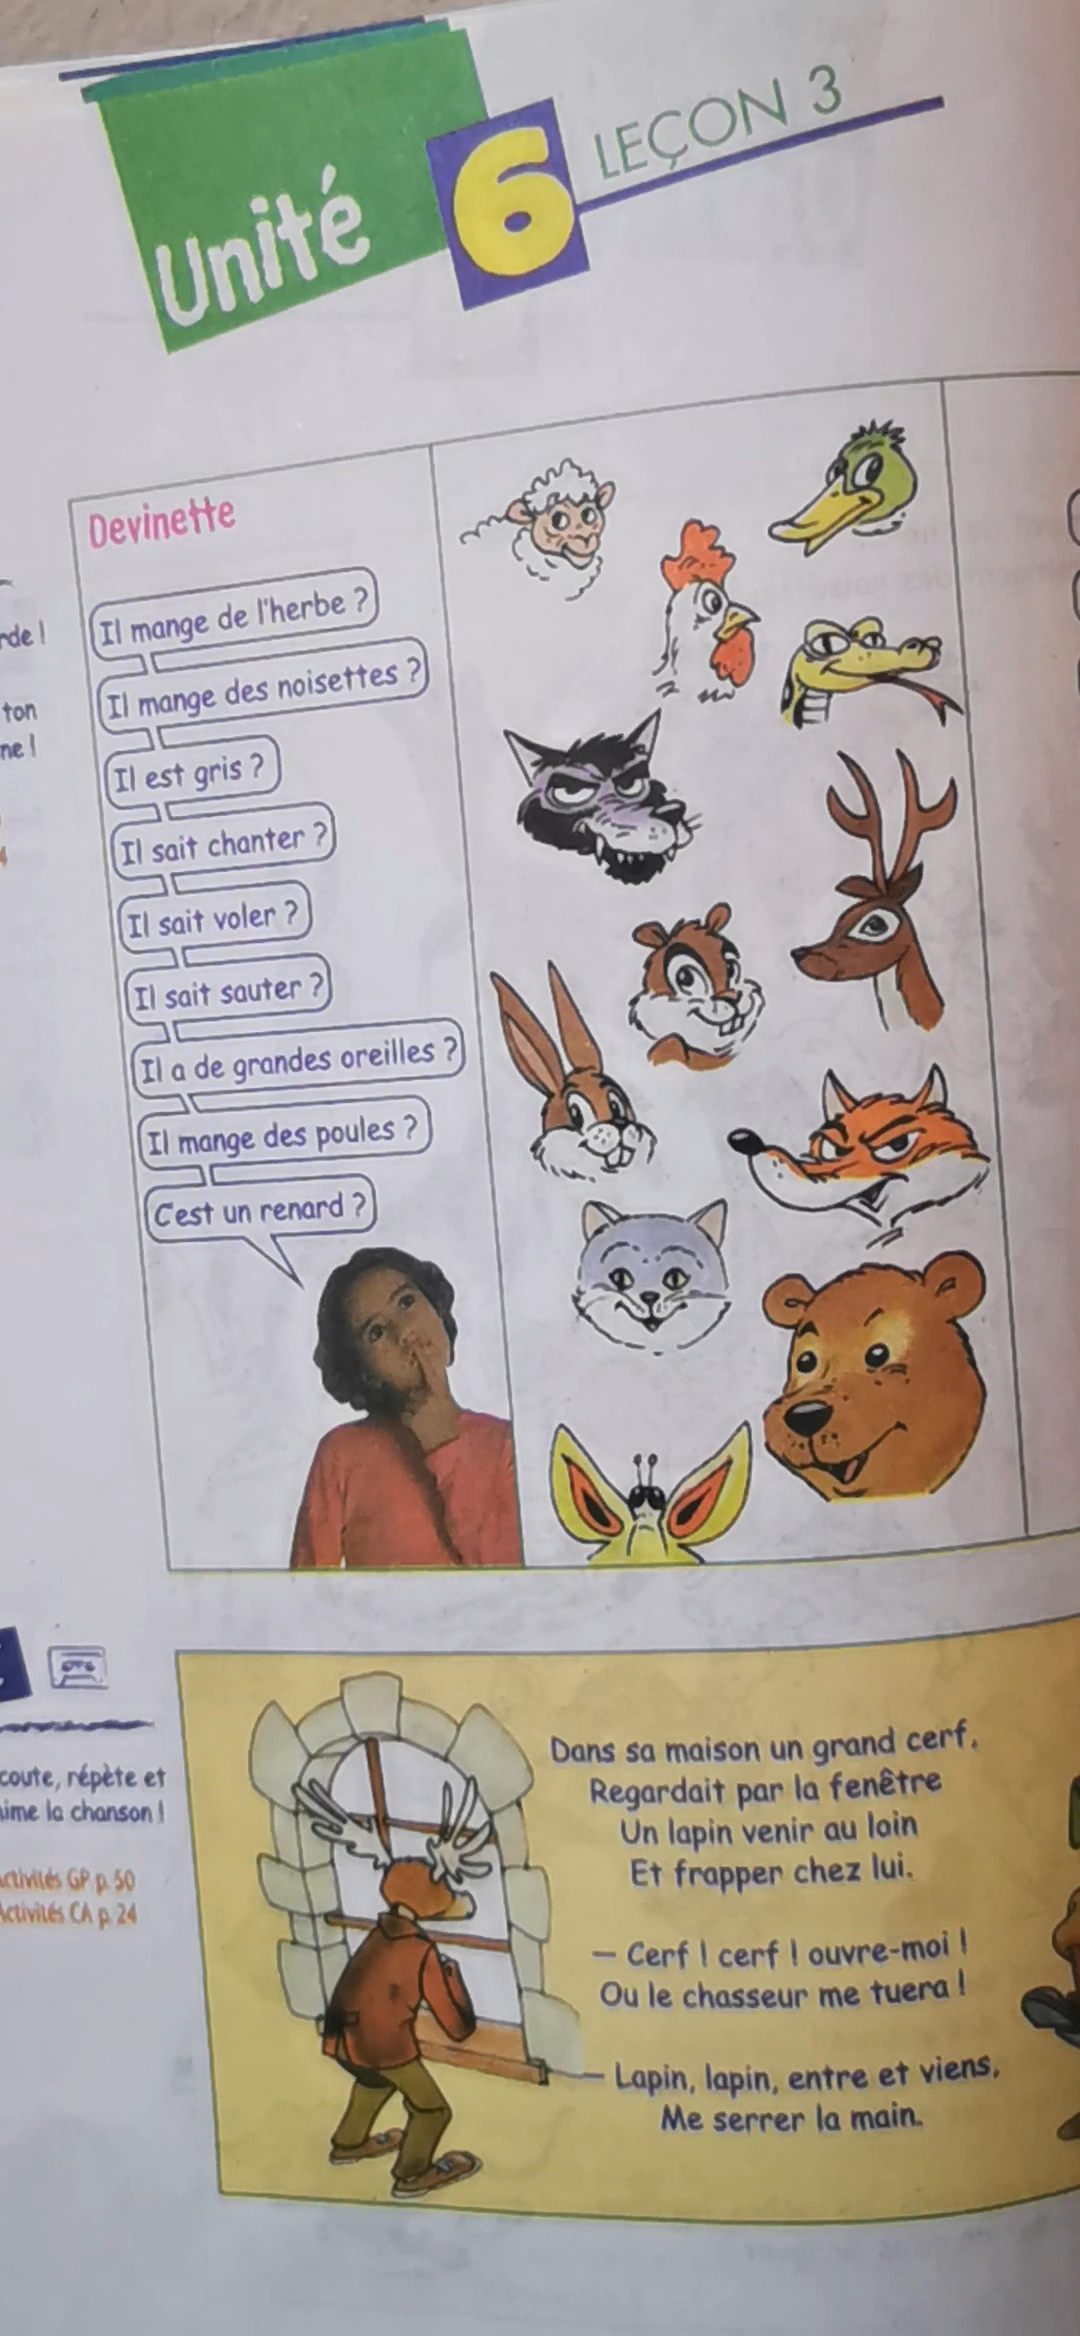 Unité
6
LEÇON 3
Devinette
Il mange de l'herbe ?
Il mange des noisettes ?
Il est gris ?
Il sait chanter ?
Il sait voler ?
Il sait sauter ?
Il a de grandes oreilles ?
Il mange des poules ?
C'est un renard ?
ton
Dans sa maison un grand cerf,
Regardait par la fenêtre
Un lapin venir au loin
Et frapper chez lui.
— Cerf ! cerf ! ouvre-moi !
Ou le chasseur me tuera !
— Lapin, lapin, entre et viens,
Me serrer la main.
répète et
la chanson !
GP p. 50
Activités CA p. 24